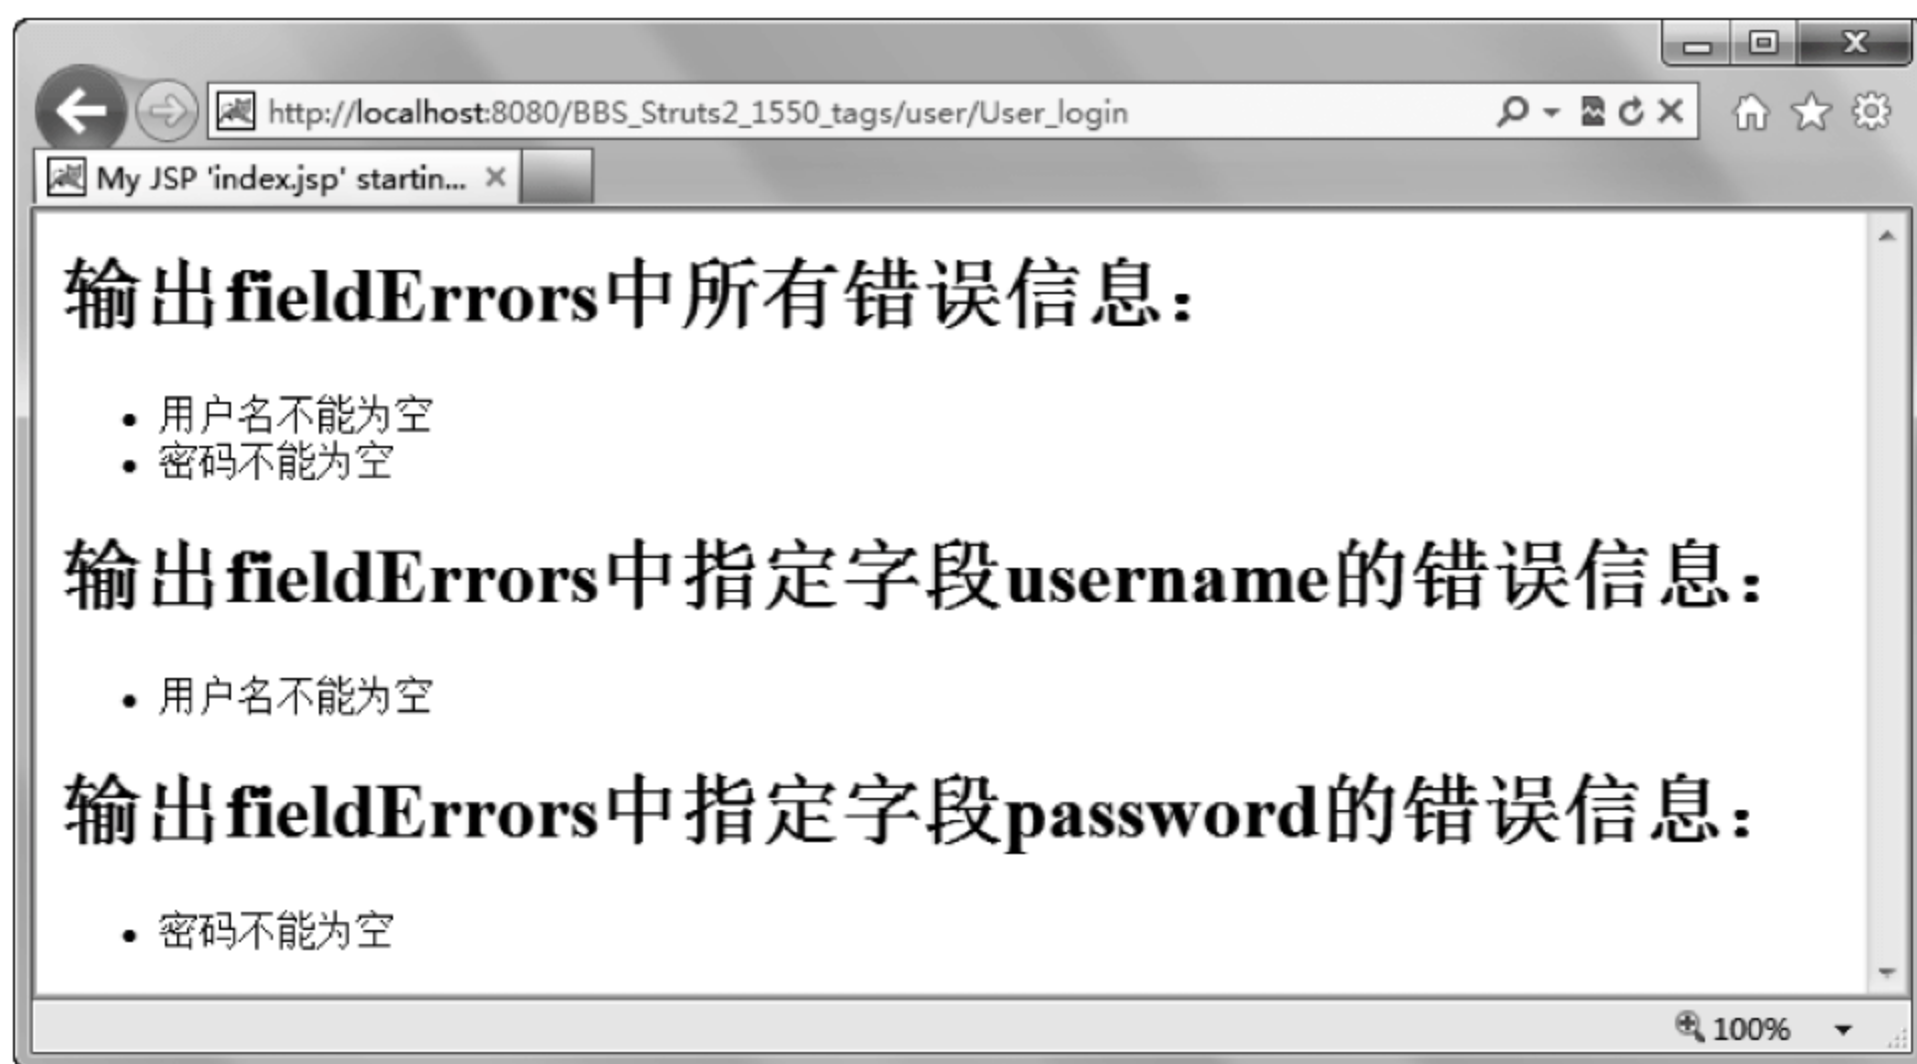 http://localhost:8080/BBS_Struts2_1550_tags/user/User_login
My JSP 'index.jsp' startin...
输出fieldErrors中所有错误信息：
• 用户名不能为空
• 密码不能为空
输出fieldErrors中指定字段username的错误信息：
• 用户名不能为空
输出fieldErrors中指定字段password的错误信息：
• 密码不能为空
100%